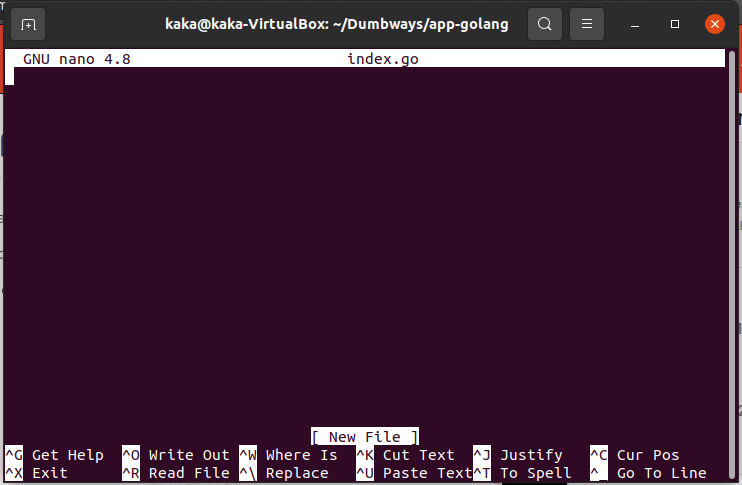 kaka@kaka-VirtualBox: ~/Dumbways/app-golang
GNU nano 4.8 index.go
[ New File ]
^G Get Help ^O Write Out ^W Where Is ^K Cut Text ^J Justify ^C Cur Pos
^X Exit ^R Read File ^\ Replace ^U Paste Text ^T To Spell ^_ Go To Line